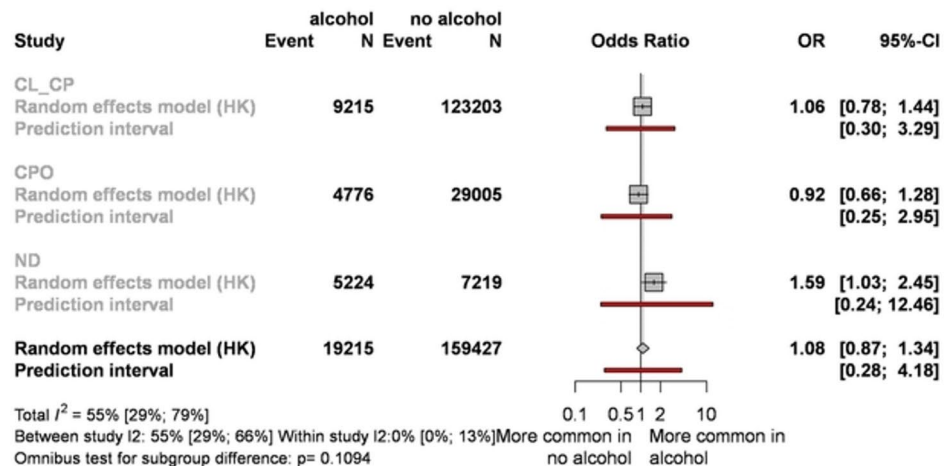 alcohol no alcohol
Study Event N Event N Odds Ratio OR 95%-CI
CL_CP
Random effects model (HK) 9215 123203 1.06 [0.78; 1.44]
Prediction interval [0.30; 3.29]
CPO
Random effects model (HK) 4776 29005 0.92 [0.66; 1.28]
Prediction interval [0.25; 2.95]
ND
Random effects model (HK) 5224 7219 1.59 [1.03; 2.45]
Prediction interval [0.24; 12.46]
Random effects model (HK) 19215 159427 1.08 [0.87; 1.34]
Prediction interval [0.28; 4.18]
0.1 0.5 1 2 10
Total I² = 55% [29%; 79%]
Between study I2: 55% [29%; 66%] Within study I2:0% [0%; 13%]More common in More common in
Omnibus test for subgroup difference: p= 0.1094 no alcohol alcohol